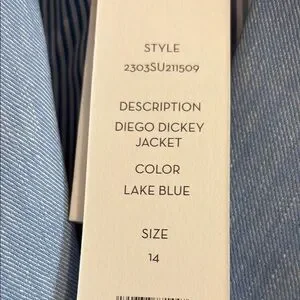 STYLE
2303SU211509
DESCRIPTION
DIEGO DICKEY
JACKET
COLOR
LAKE BLUE
SIZE
14